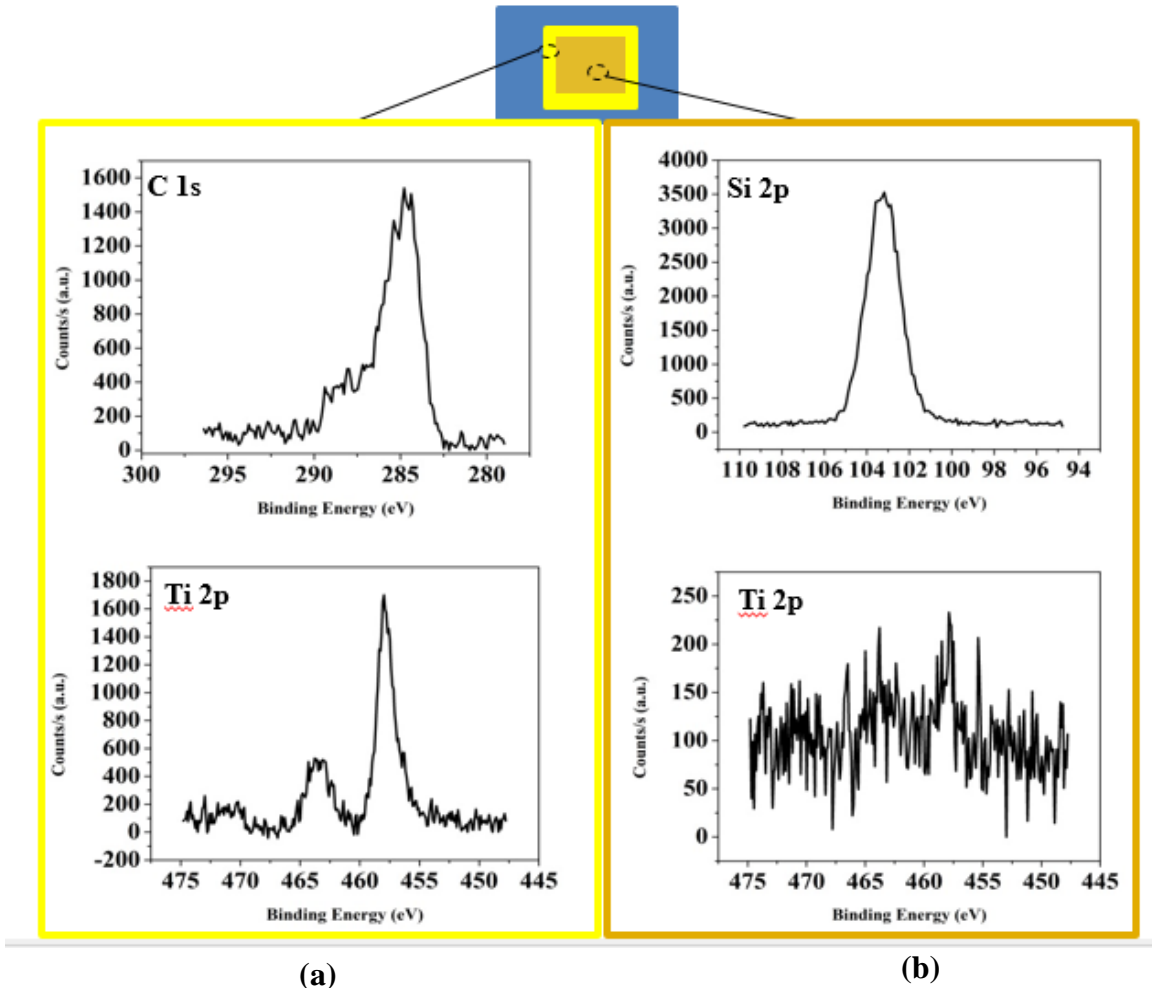 C 1s
1600
1400
1200
1000
800
600
400
200
0
300 295 290 285 280
Counts/s (a.u.)
Binding Energy (eV)
Ti 2p
1800
1600
1400
1200
1000
800
600
400
200
0
-200
475 470 465 460 455 450 445
Counts/s (a.u.)
Binding Energy (eV)
Si 2p
4000
3500
3000
2500
2000
1500
1000
500
0
110 108 106 104 102 100 98 96 94
Counts/s (a.u.)
Binding Energy (eV)
Ti 2p
250
200
150
100
50
0
475 470 465 460 455 450 445
Counts/s (a.u.)
Binding Energy (eV)
(a)
(b)